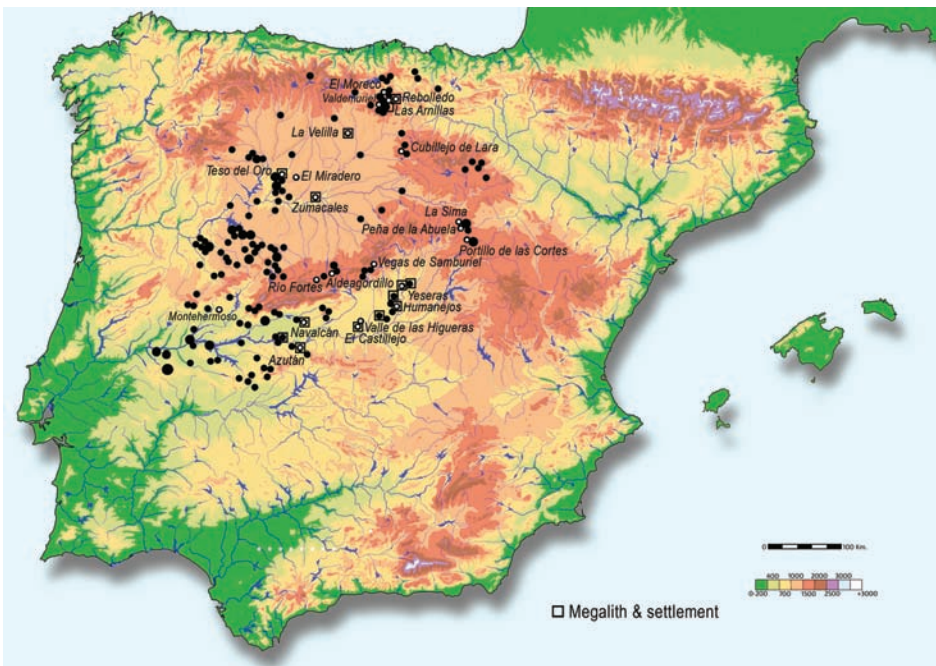 El Moreco
Valdemuriel
Rebolledo
Las Arnillas
La Velilla
Cubillejo de Lara
Teso del Oro
El Miradero
Zumacales
La Sima
Peña de la Abuela
Portillo de las Cortes
Vegas de Samburiel
Río Fortes
Aldeagordillo
Yeseras
Humanejos
Montehermoso
Navalcán
Valle de las Higueras
El Castillejo
Azután
0 100 Km.
400 1000 2000 3000
0-200 700 1500 2500 +3000
Megalith & settlement